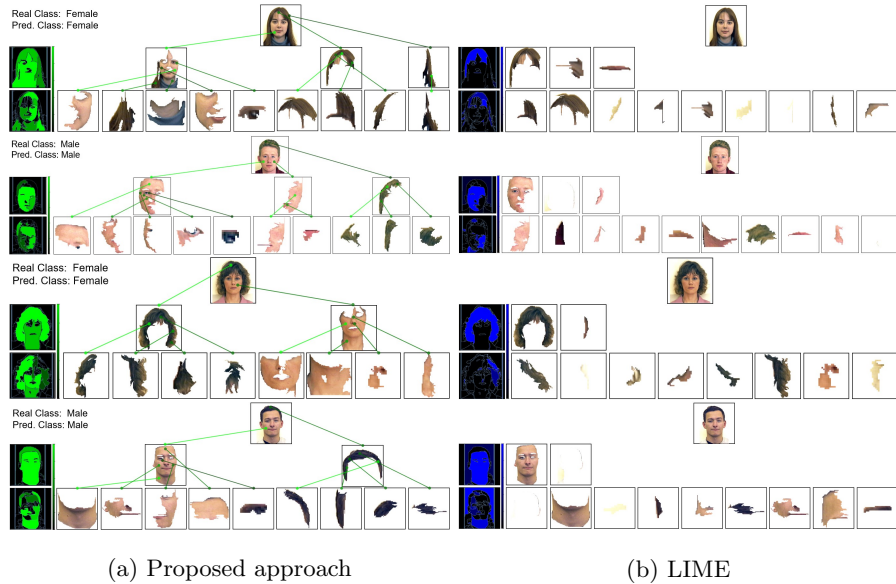 Real Class: Female
Pred. Class: Female
Real Class: Male
Pred. Class: Male
Real Class: Female
Pred. Class: Female
Real Class: Male
Pred. Class: Male
(a) Proposed approach
(b) LIME